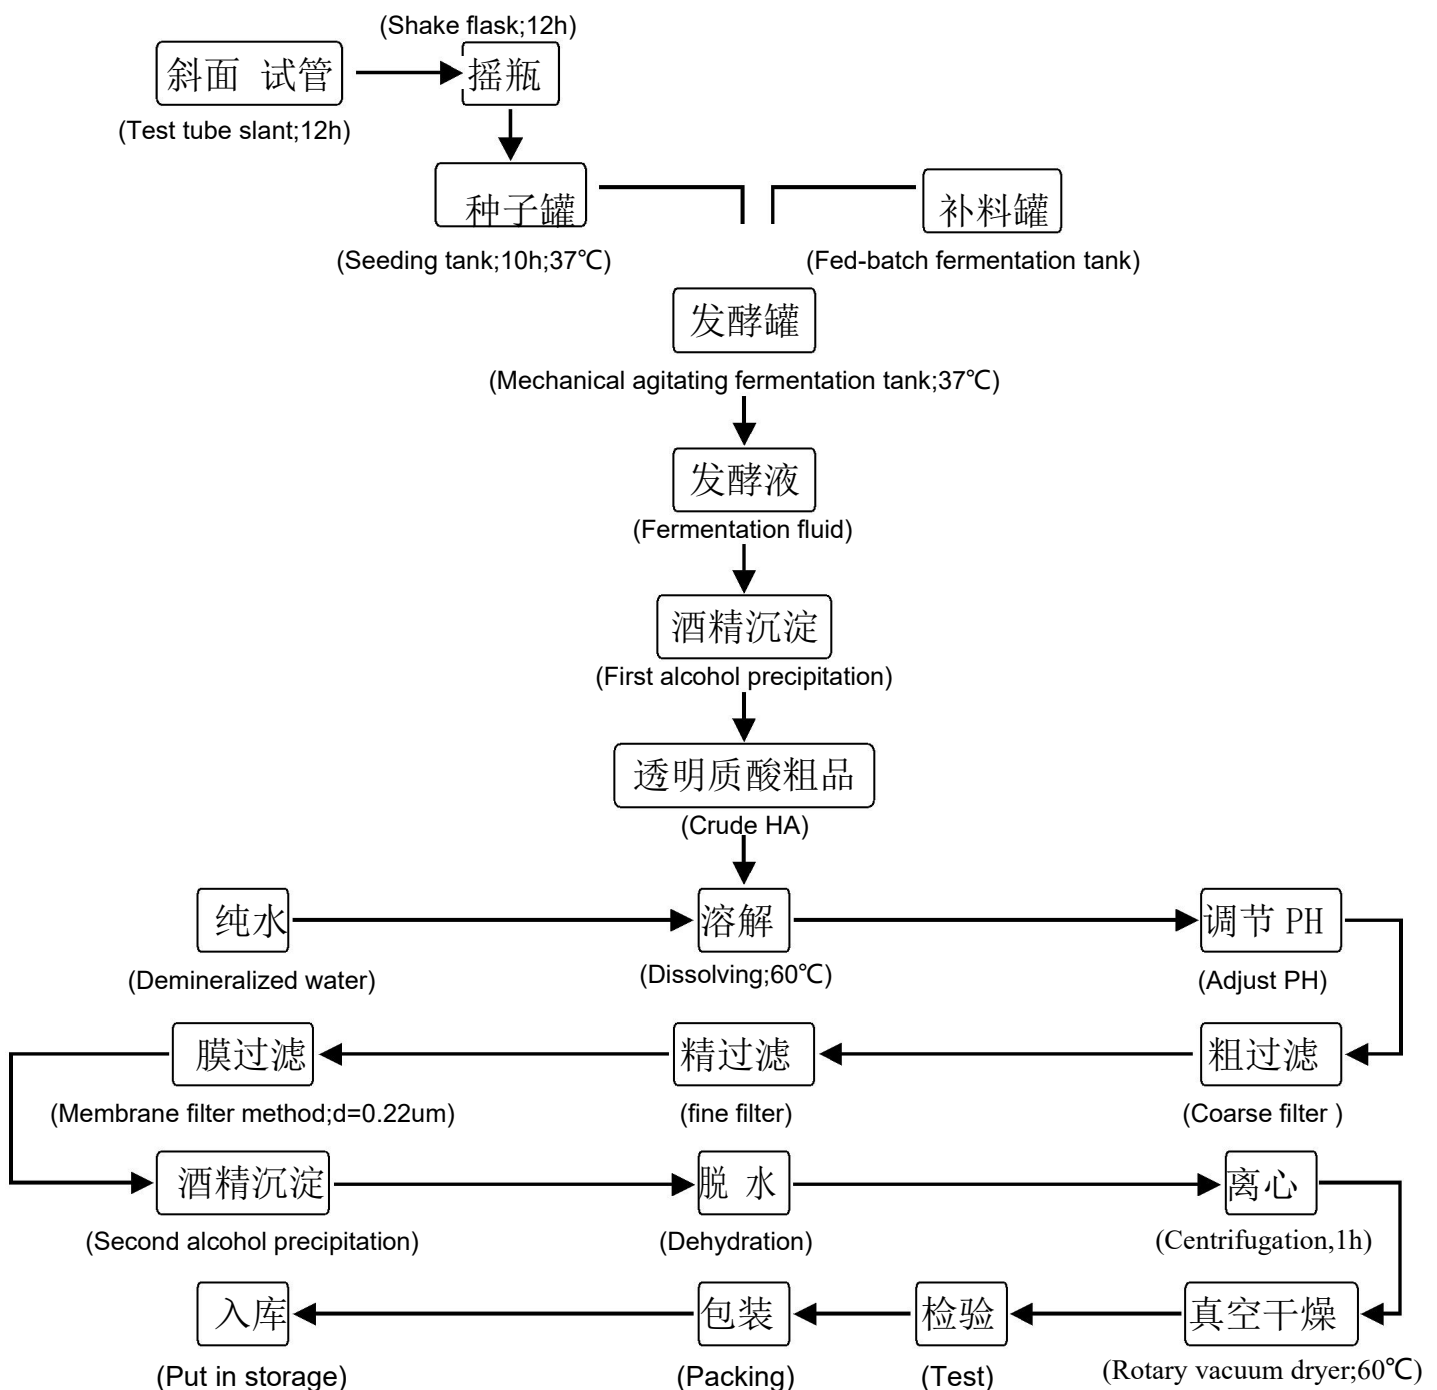 (Shake flask;12h)
斜面 试管
摇瓶
(Test tube slant;12h)
种子罐
补料罐
(Seeding tank;10h;37℃)
(Fed-batch fermentation tank)
发酵罐
(Mechanical agitating fermentation tank;37℃)
发酵液
(Fermentation fluid)
酒精沉淀
(First alcohol precipitation)
透明质酸粗品
(Crude HA)
纯水
溶解
调节 PH
(Demineralized water)
(Dissolving;60℃)
(Adjust PH)
膜过滤
精过滤
粗过滤
(Membrane filter method;d=0.22um)
(fine filter)
(Coarse filter )
酒精沉淀
脱 水
离心
(Second alcohol precipitation)
(Dehydration)
(Centrifugation,1h)
入库
包装
检验
真空干燥
(Put in storage)
(Packing)
(Test)
(Rotary vacuum dryer;60℃)